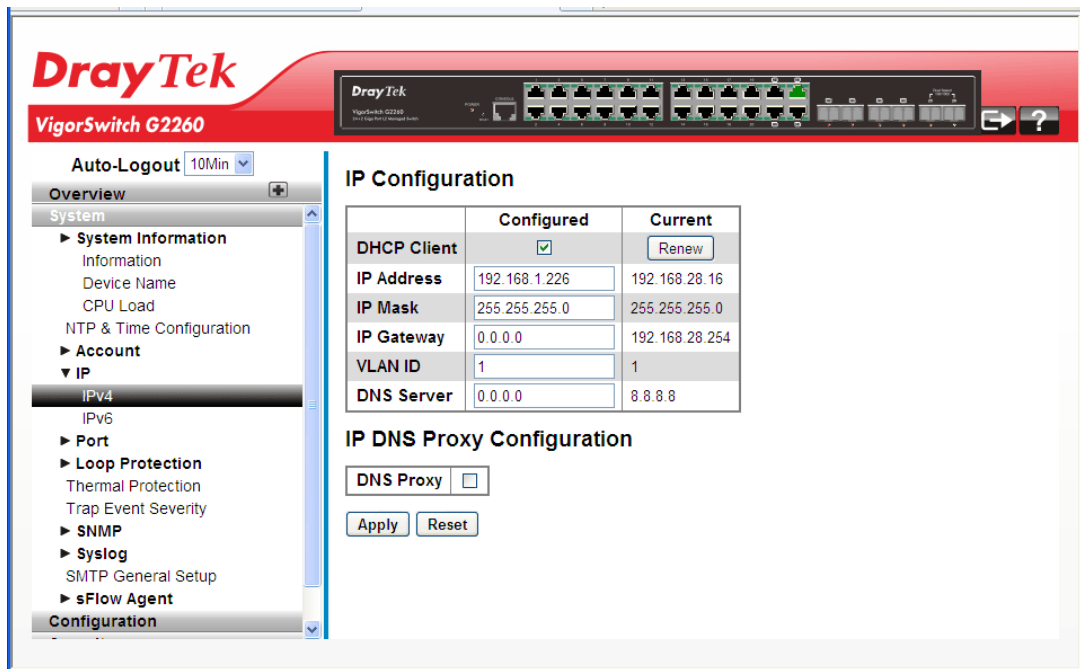 DrayTek
VigorSwitch G2260
DrayTek
VigorSwitch G2260
Auto-Logout 10Min
Overview
System
► System Information
Information
Device Name
CPU Load
NTP & Time Configuration
► Account
▼ IP
IPv4
IPv6
► Port
► Loop Protection
Thermal Protection
Trap Event Severity
► SNMP
► Syslog
SMTP General Setup
► sFlow Agent
Configuration
IP Configuration
Configured Current
DHCP Client Renew
IP Address 192.168.1.226 192.168.28.16
IP Mask 255.255.255.0 255.255.255.0
IP Gateway 0.0.0.0 192.168.28.254
VLAN ID 1 1
DNS Server 0.0.0.0 8.8.8.8
IP DNS Proxy Configuration
DNS Proxy
Apply Reset